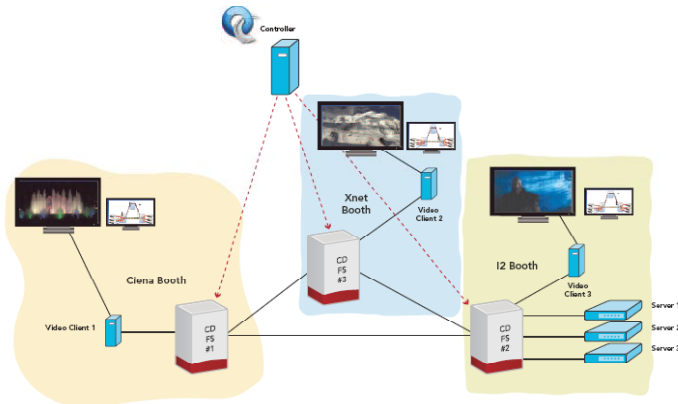 Controller
Xnet
Booth
Video
Client 2
CD
FS
#3
Ciena Booth
Video Client 1
CD
FS
#1
I2 Booth
Video
Client 3
CD
FS
#2
Server 1
Server 2
Server 3